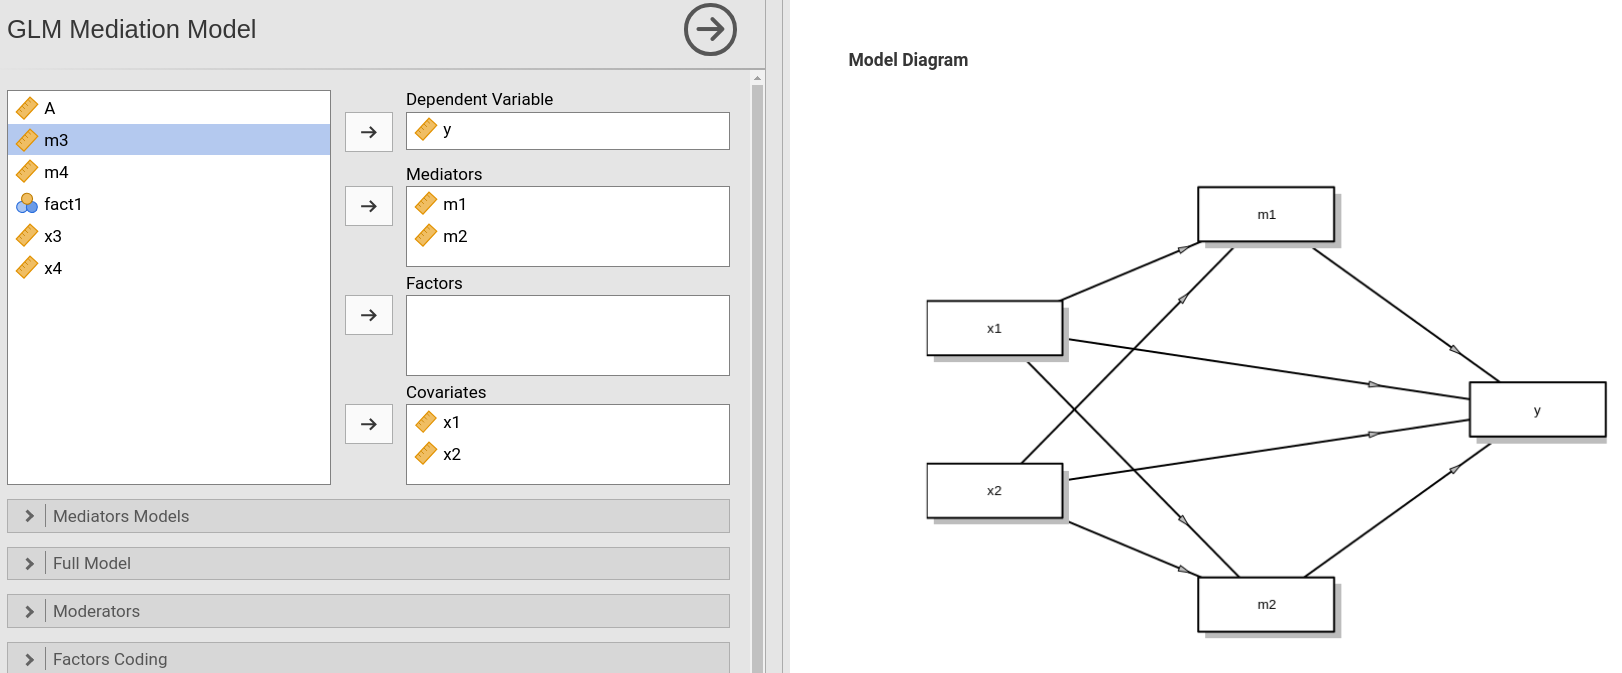 GLM Mediation Model
A
m3
m4
fact1
x3
x4
Dependent Variable
y
Mediators
m1
m2
Factors
Covariates
x1
x2
Mediators Models
Full Model
Moderators
Factors Coding
Model Diagram
m1
x1
y
x2
m2